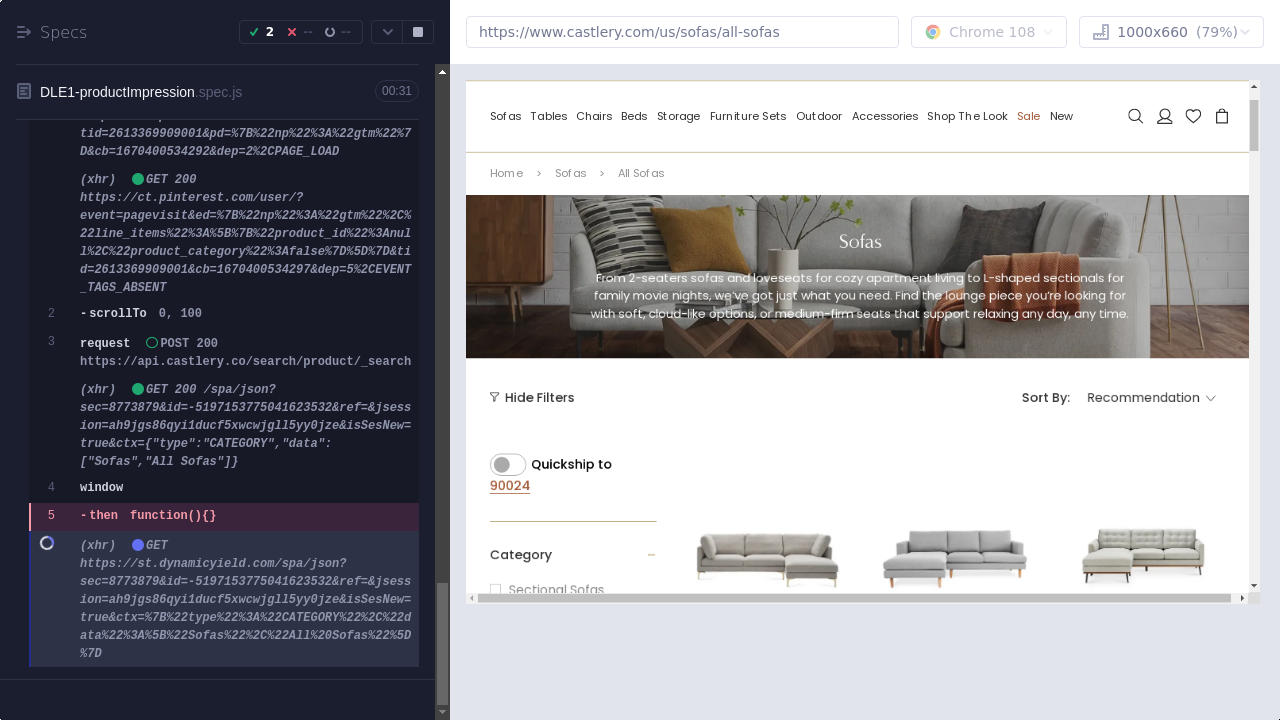 Specs
2 -- --
https://www.castlery.com/us/sofas/all-sofas
Chrome 108
1000x660 (79%)
DLE1-productImpression.spec.js
00:31
tid=2613369909001&pd=%7B%22np%22%3A%22gtm%22%7
D&cb=1670400534292&dep=2%2CPAGE_LOAD
(xhr) GET 200
https://ct.pinterest.com/user/?
event=pagevisit&ed=%7B%22np%22%3A%22gtm%22%2C%
22line_items%22%3A%5B%7B%22product_id%22%3Anul
l%2C%22product_category%22%3Afalse%7D%5D%7D&ti
d=2613369909001&cb=1670400534297&dep=5%2CEVENT
_TAGS_ABSENT
2 -scrollTo 0, 100
3 request POST 200
https://api.castlery.co/search/product/_search
(xhr) GET 200 /spa/json?
sec=8773879&id=-5197153775041623532&ref=&jsess
ion=ah9jgs86qyi1ducf5xwcwjgll5yy0jze&isSesNew=
true&ctx={"type":"CATEGORY","data":
["Sofas","All Sofas"]}
4 window
5 -then function(){}
(xhr) GET
https://st.dynamicyield.com/spa/json?
sec=8773879&id=-5197153775041623532&ref=&jsess
ion=ah9jgs86qyi1ducf5xwcwjgll5yy0jze&isSesNew=
true&ctx=%7B%22type%22%3A%22CATEGORY%22%2C%22d
ata%22%3A%5B%22Sofas%22%2C%22All%20Sofas%22%5D
%7D
Sofas Tables Chairs Beds Storage Furniture Sets Outdoor Accessories Shop The Look Sale New
Home > Sofas > All Sofas
Sofas
From 2-seaters sofas and loveseats for cozy apartment living to L-shaped sectionals for
family movie nights, we've got just what you need. Find the lounge piece you're looking for
with soft, cloud-like options, or medium-firm seats that support relaxing any day, any time.
Hide Filters
Sort By: Recommendation
Quickship to
90024
Category
Sectional Sofas